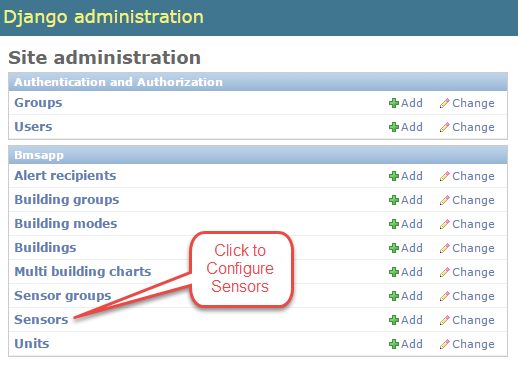 Django administration
Site administration
Authentication and Authorization
Groups Add Change
Users Add Change
Bmsapp
Alert recipients Add Change
Building groups Add Change
Building modes Add Change
Buildings Add Change
Multi building charts Add Change
Sensor groups Add Change
Sensors Add Change
Units Add Change
Click to
Configure
Sensors